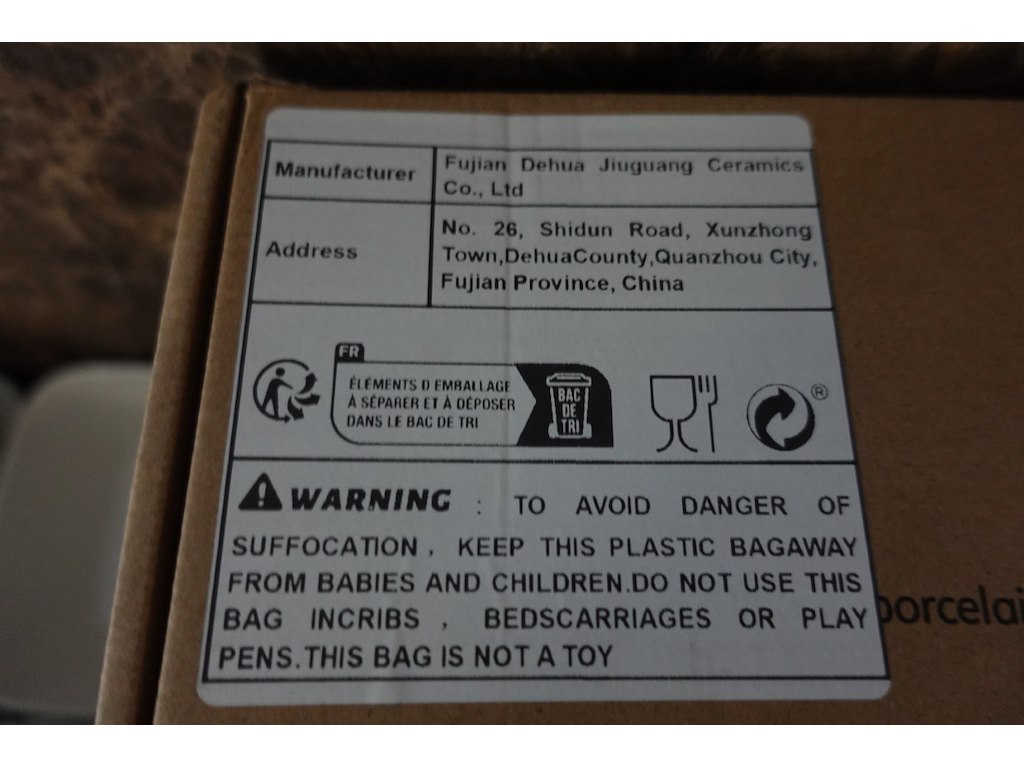 Manufacturer
Fujian Dehua Jiuguang Ceramics
Co., Ltd
Address
No. 26, Shidun Road, Xunzhong
Town,DehuaCounty,Quanzhou City,
Fujian Province, China
FR
ÉLÉMENTS D EMBALLAGE
À SÉPARER ET À DÉPOSER
DANS LE BAC DE TRI
BAC
DE
TRI
®
WARNING : TO AVOID DANGER OF
SUFFOCATION , KEEP THIS PLASTIC BAGAWAY
FROM BABIES AND CHILDREN.DO NOT USE THIS
BAG INCRIBS , BEDSCARRIAGES OR PLAY
PENS.THIS BAG IS NOT A TOY
porcelai